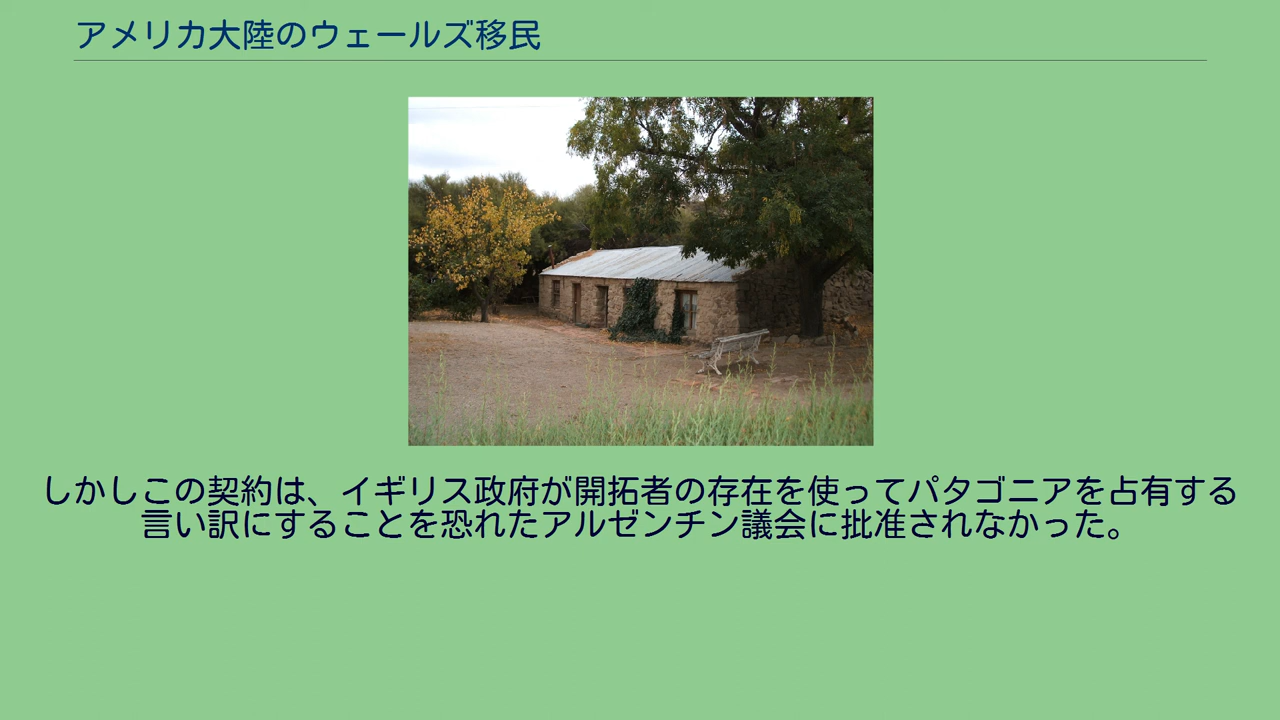 アメリカ大陸のウェールズ移民
しかしこの契約は、イギリス政府が開拓者の存在を使ってパタゴニアを占有する
言い訳にすることを恐れたアルゼンチン議会に批准されなかった。